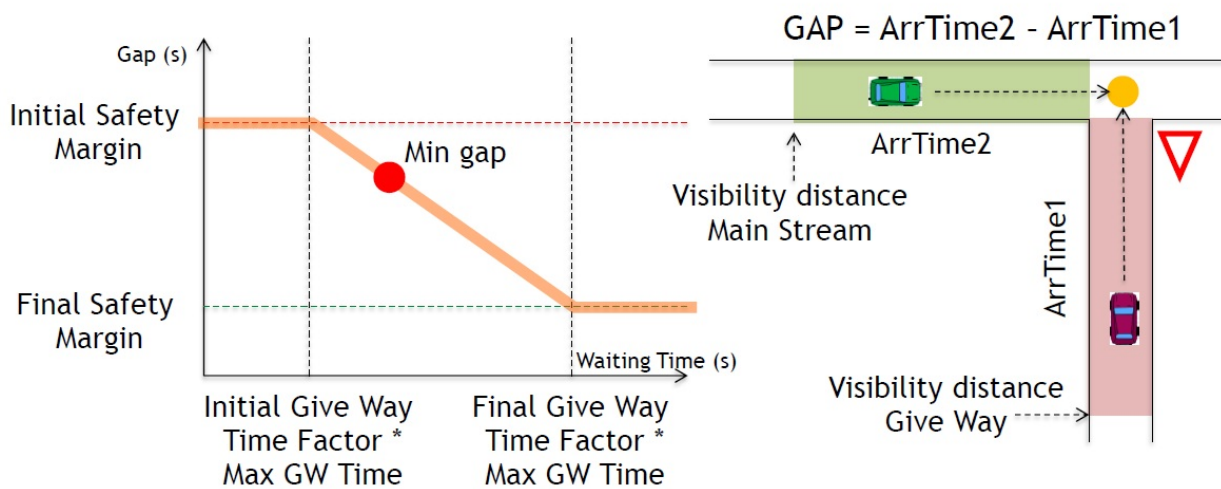 Gap (s)
Initial Safety
Margin
Min gap
Final Safety
Margin
Waiting Time (s)
Initial Give Way
Time Factor *
Max GW Time
Final Give Way
Time Factor *
Max GW Time
GAP = ArrTime2 - ArrTime1
ArrTime2
Visibility distance
Main Stream
ArrTime1
Visibility distance
Give Way